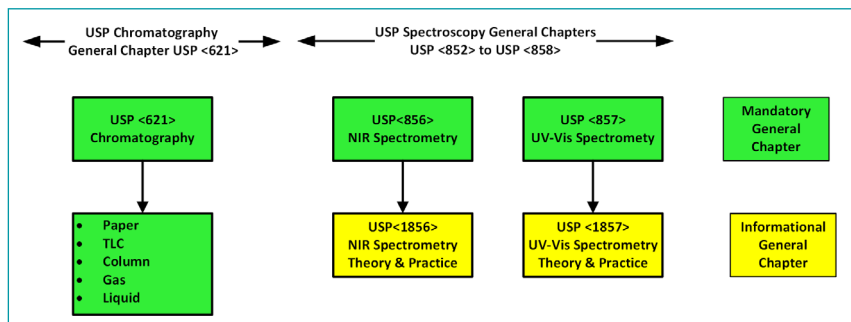 USP Chromatography
General Chapter USP <621>
USP Spectroscopy General Chapters
USP <852> to USP <858>
USP <621>
Chromatography
USP<856>
NIR Spectrometry
USP <857>
UV-Vis Spectromety
Mandatory
General
Chapter
• Paper
• TLC
• Column
• Gas
• Liquid
USP<1856>
NIR Spectrometry
Theory & Practice
USP <1857>
UV-Vis Spectrometry
Theory & Practice
Informational
General
Chapter